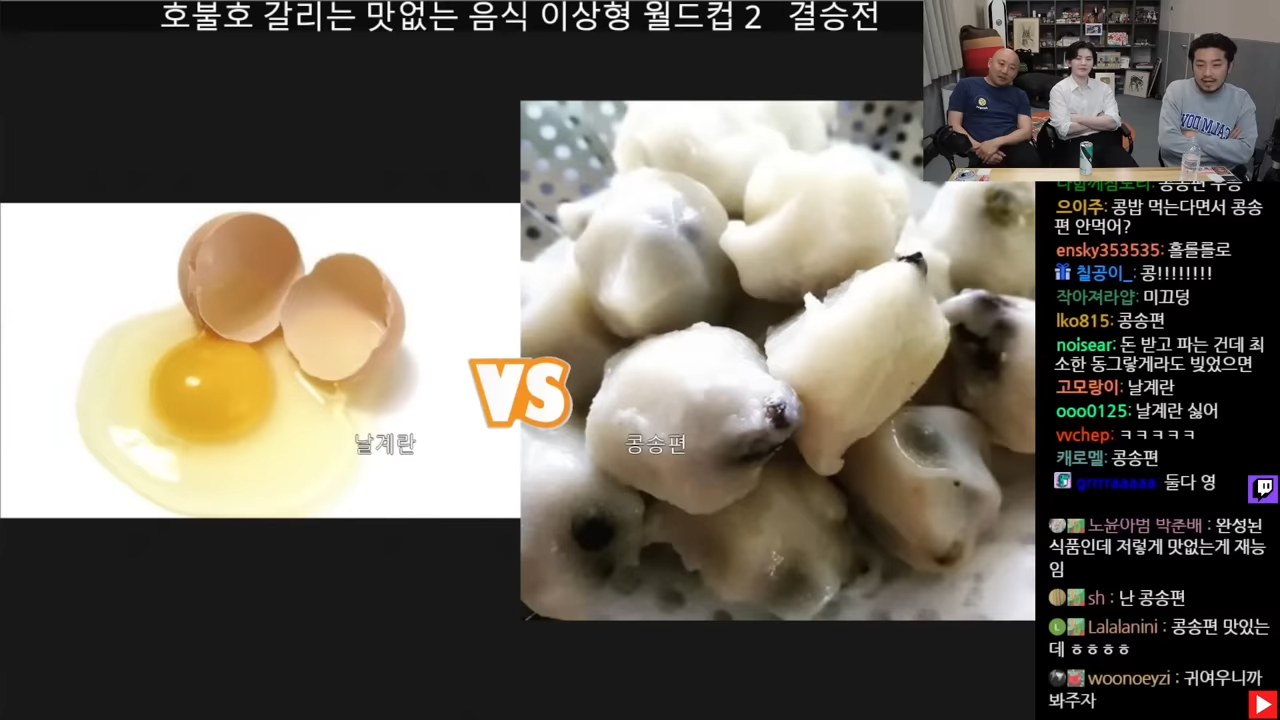 호불호 갈리는 맛없는 음식 이상형 월드컵 2 결승전
날계란
VS
콩송편
CALM DOW
으이주: 콩밥 먹는다면서 콩송
편 안먹어?
ensky353535: 흘를를로
칠공이_: 콩!!!!!!!!
작아져라얍: 미끄덩
lko815: 콩송편
noisear: 돈 받고 파는 건데 최
소한 동그랗게라도 빚었으면
고모랑이: 날계란
ooo0125: 날계란 싫어
vvchep: ㅋㅋㅋㅋㅋ
캐로멜: 콩송편
grrrraaaaa 둘다 영
노윤아범 박준배 : 완성된
식품인데 저렇게 맛없는게 재능
임
sh : 난 콩송편
L Lalalanini : 콩송편 맛있는
데 ㅎㅎㅎㅎ
woonoeyzi : 귀여우니까
봐주자